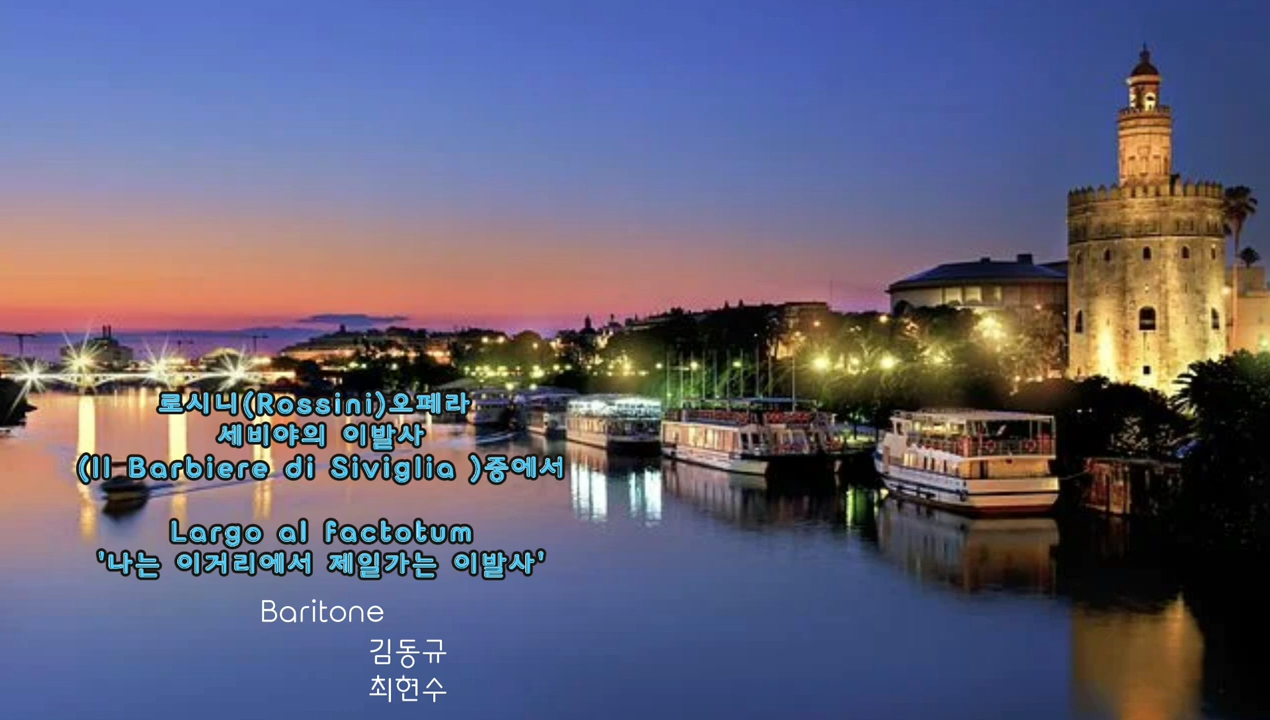 로시니(Rossini)오페라
세비야의 이발사
(Il Barbiere di Siviglia )중에서
Largo al factotum
'나는 이거리에서 제일가는 이발사'
Baritone
김동규
최현수